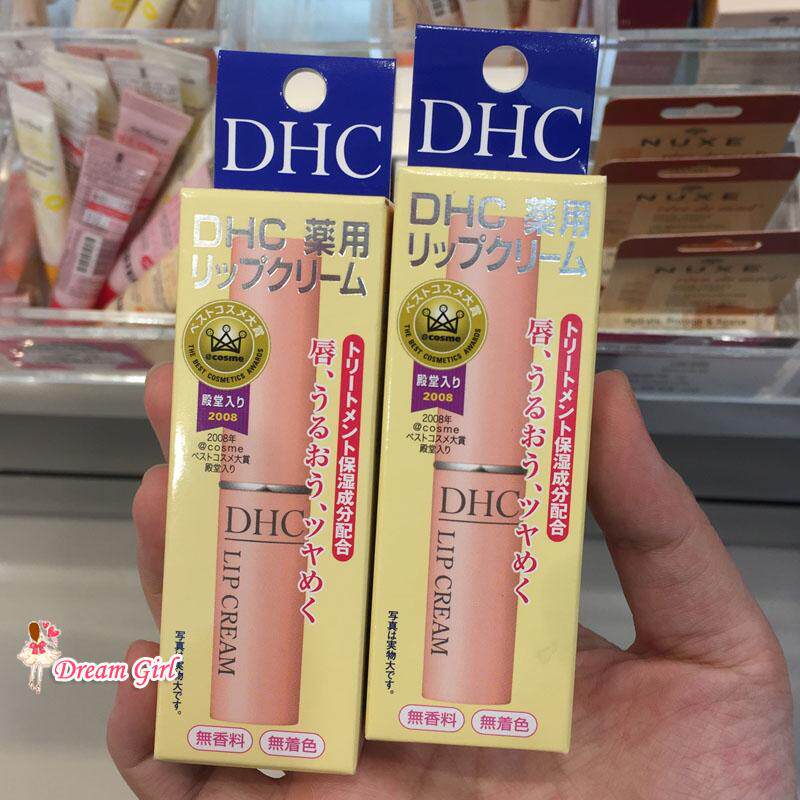 DHC
DHC 薬用
リップクリーム
ベストコスメ大賞
@cosme
THE BEST COSMETICS AWARDS
殿堂入り
2008
2008年
@cosme
ベストコスメ大賞
殿堂入り
トリートメント保湿成分配合
唇、うるおう、ツヤめく
DHC
LIP CREAM
写真は実物大です。
無香料
無着色
DHC
DHC 薬用
リップクリーム
ベストコスメ大賞
@cosme
THE BEST COSMETICS AWARDS
殿堂入り
2008
2008年
@cosme
ベストコスメ大賞
殿堂入り
トリートメント保湿成分配合
唇、うるおう、ツヤめく
DHC
LIP CREAM
写真は実物大です。
無香料
無着色
NUXE
NUXE
NUXE
Dream Girl